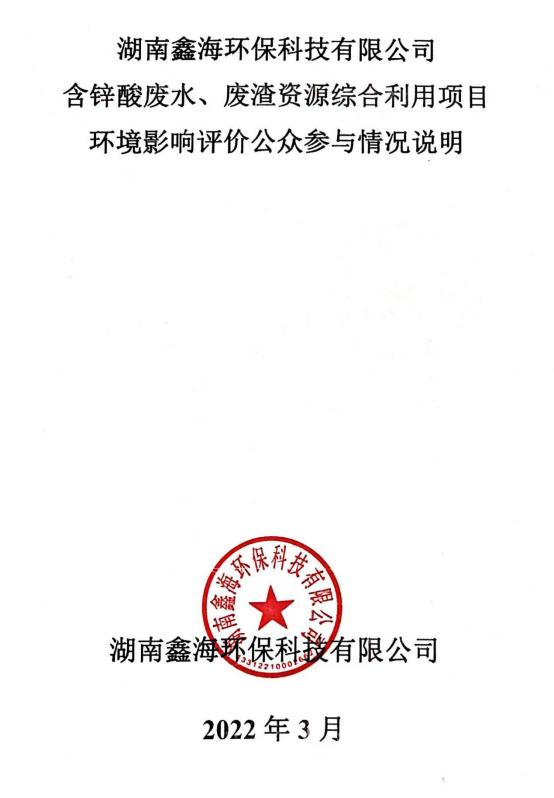 湖南鑫海环保科技有限公司
含锌酸废水、废渣资源综合利用项目
环境影响评价公众参与情况说明
湖南鑫海环保科技有限公司
湖南鑫海环保科技有限公司
2022年3月